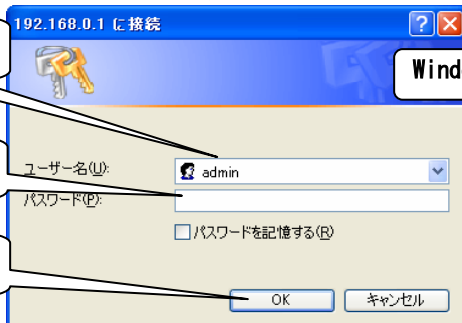 192.168.0.1 に接続
Wind
ユーザー名(U):
admin
パスワード(P):
パスワードを記憶する(R)
OK
キャンセル